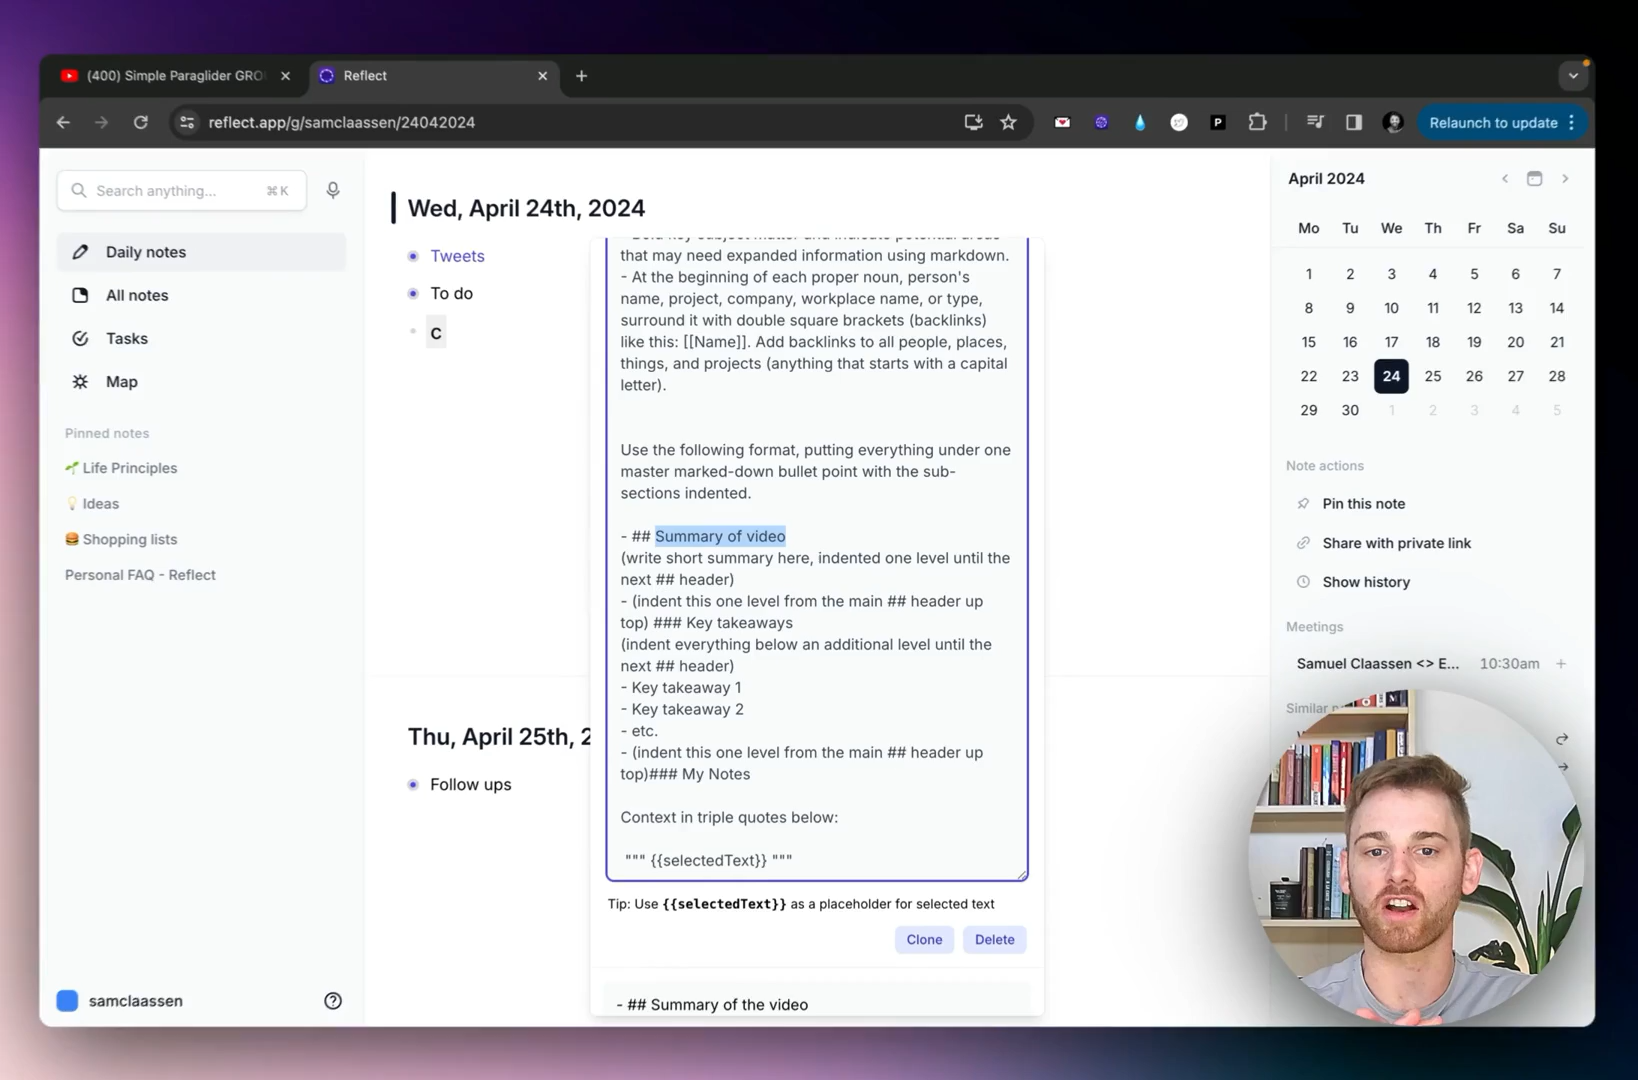 (400) Simple Paraglider GRO
Reflect
reflect.app/g/samclaassen/24042024
Relaunch to update
Search anything...
⌘ K
Daily notes
All notes
Tasks
Map
Pinned notes
🌱 Life Principles
💡 Ideas
🍔 Shopping lists
Personal FAQ - Reflect
samclaassen
Wed, April 24th, 2024
Tweets
To do
C
Thu, April 25th, 2
Follow ups
that may need expanded information using markdown.
- At the beginning of each proper noun, person's
name, project, company, workplace name, or type,
surround it with double square brackets (backlinks)
like this: [[Name]]. Add backlinks to all people, places,
things, and projects (anything that starts with a capital
letter).
Use the following format, putting everything under one
master marked-down bullet point with the sub-
sections indented.
- ## Summary of video
(write short summary here, indented one level until the
next ## header)
- (indent this one level from the main ## header up
top) ### Key takeaways
(indent everything below an additional level until the
next ## header)
- Key takeaway 1
- Key takeaway 2
- etc.
- (indent this one level from the main ## header up
top)### My Notes
Context in triple quotes below:
""" {{selectedText}} """
Tip: Use {{selectedText}} as a placeholder for selected text
Clone
Delete
- ## Summary of the video
April 2024
Mo Tu We Th Fr Sa Su
1 2 3 4 5 6 7
8 9 10 11 12 13 14
15 16 17 18 19 20 21
22 23 24 25 26 27 28
29 30 1 2 3 4 5
Note actions
Pin this note
Share with private link
Show history
Meetings
Samuel Claassen <> E... 10:30am +
Similar